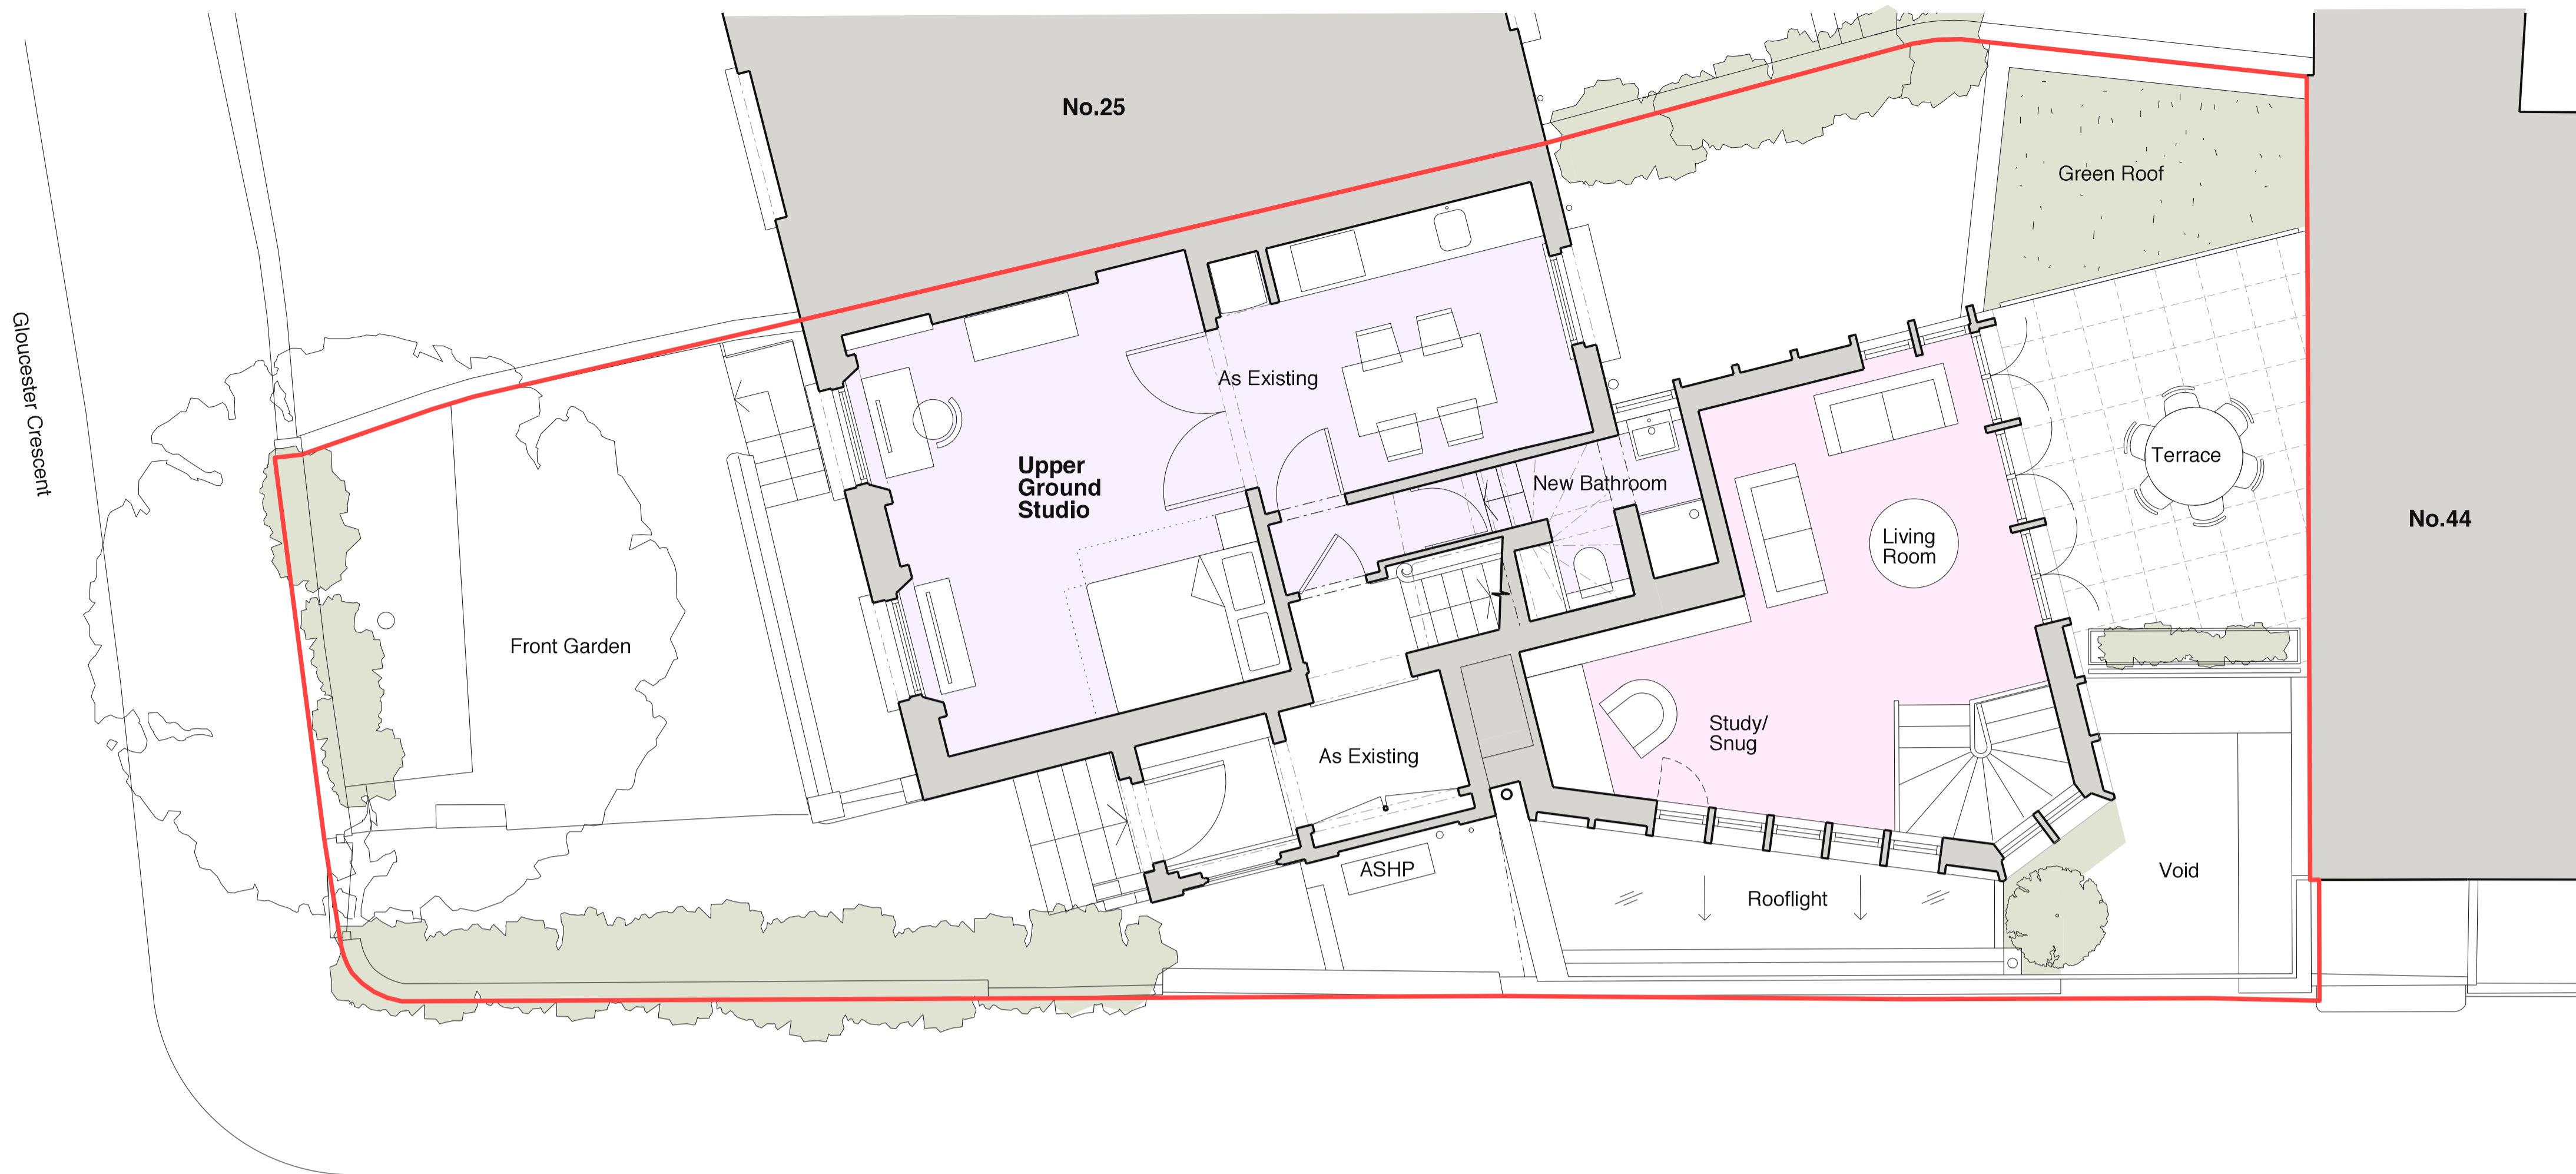 No.25
Green Roof
Gloucester Crescent
As Existing
Upper
Ground
Studio
New Bathroom
Terrace
Living
Room
No.44
Front Garden
Study/
Snug
As Existing
ASHP
Rooflight
Void